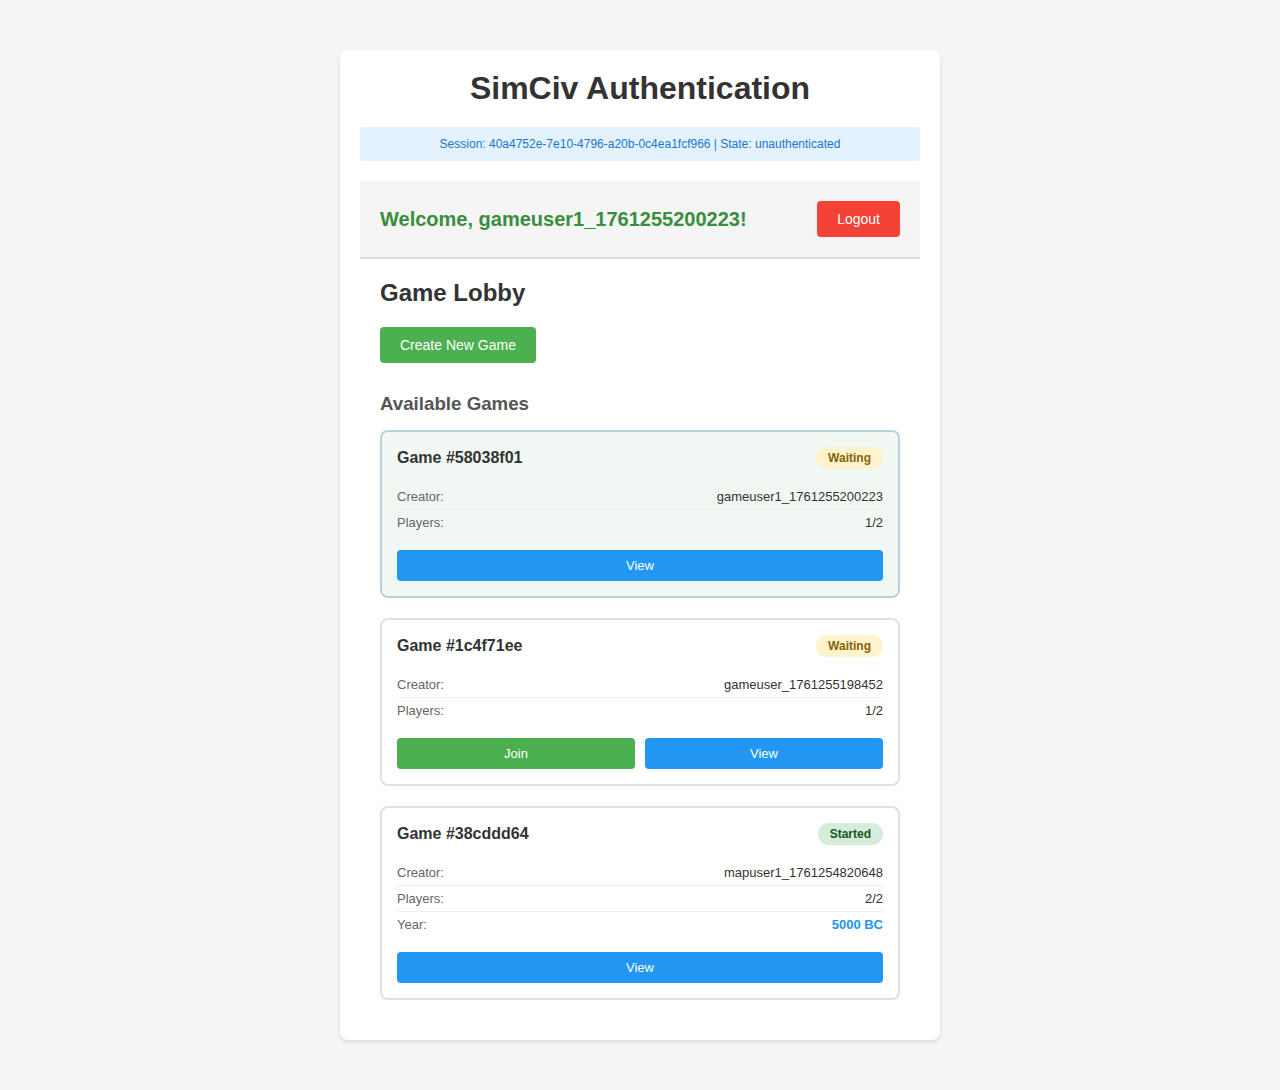 SimCiv Authentication
Session: 40a4752e-7e10-4796-a20b-0c4ea1fcf966 | State: unauthenticated
Welcome, gameuser1_1761255200223!
Logout
Game Lobby
Create New Game
Available Games
Game #58038f01
Waiting
Creator: gameuser1_1761255200223
Players: 1/2
View
Game #1c4f71ee
Waiting
Creator: gameuser_1761255198452
Players: 1/2
Join View
Game #38cddd64
Started
Creator: mapuser1_1761254820648
Players: 2/2
Year: 5000 BC
View